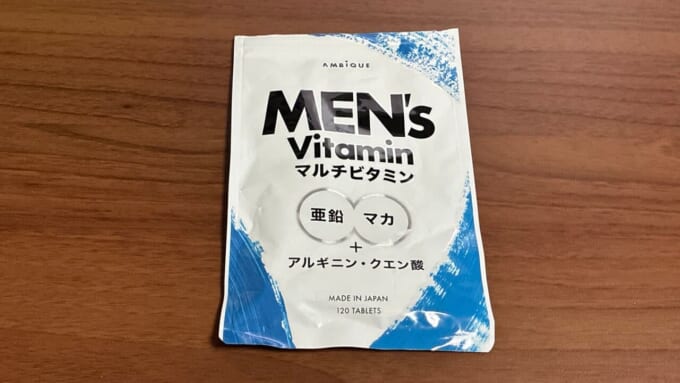 AMBiQUE
MEN's
Vitamin
マルチビタミン
亜鉛 マカ
+
アルギニン・クエン酸
MADE IN JAPAN
120 TABLETS